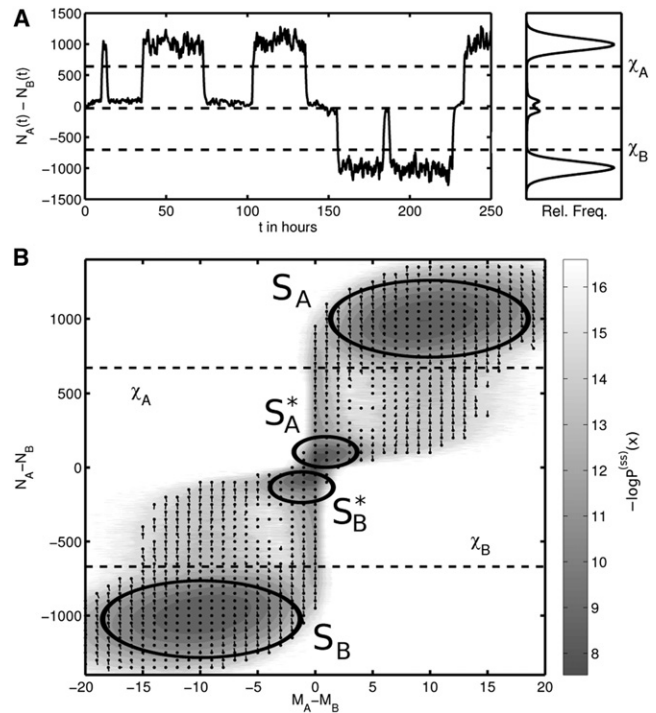 A
N_A(t) − N_B(t)
1500
1000
500
0
−500
−1000
−1500
0 50 100 150 200 250
t in hours
χ_A
χ_B
Rel. Freq.
B
N_A−N_B
1000
500
0
−500
−1000
−20 −15 −10 −5 0 5 10 15 20
M_A−M_B
S_A
χ_A
S_A^*
S_B^*
χ_B
S_B
−16
−15
−14
−13
−12
−11
−10
−9
−8
−logP^(ss)(x)